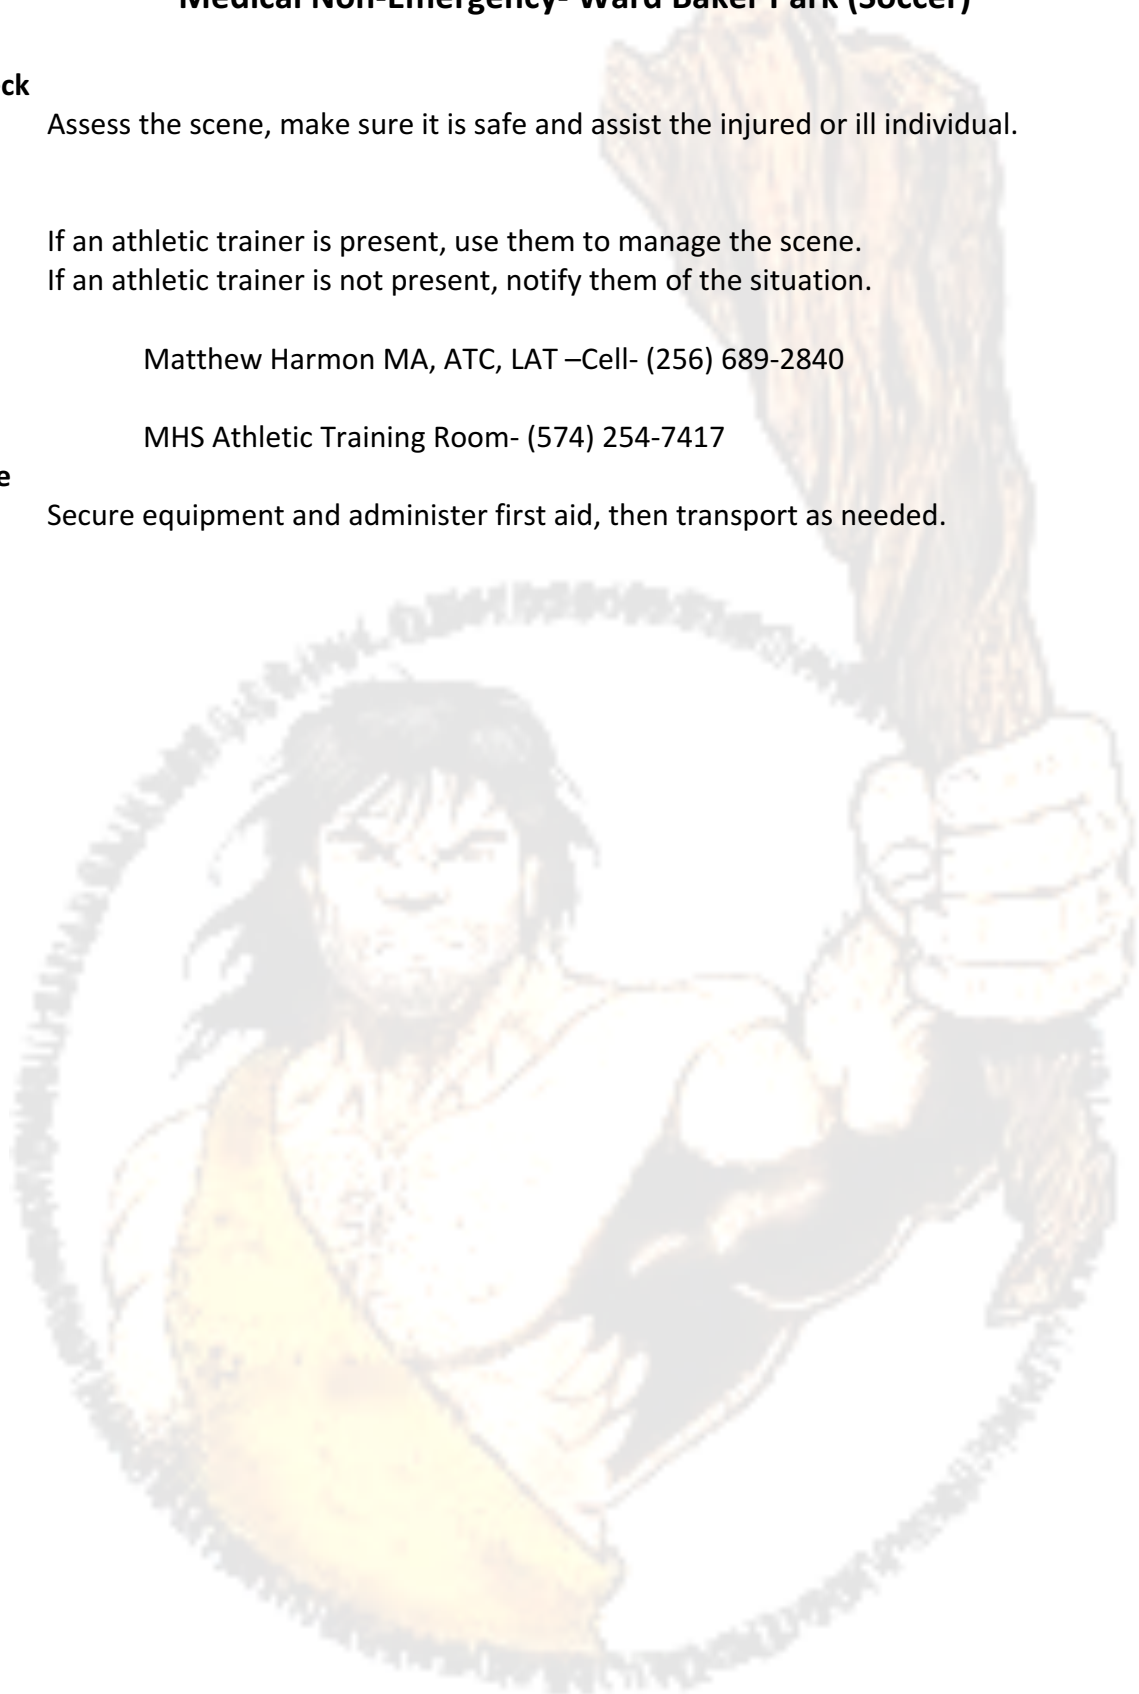 Medical Non-Emergency- Ward Baker Park (Soccer)
ck
Assess the scene, make sure it is safe and assist the injured or ill individual.
If an athletic trainer is present, use them to manage the scene.
If an athletic trainer is not present, notify them of the situation.
Matthew Harmon MA, ATC, LAT –Cell- (256) 689-2840
MHS Athletic Training Room- (574) 254-7417
e
Secure equipment and administer first aid, then transport as needed.